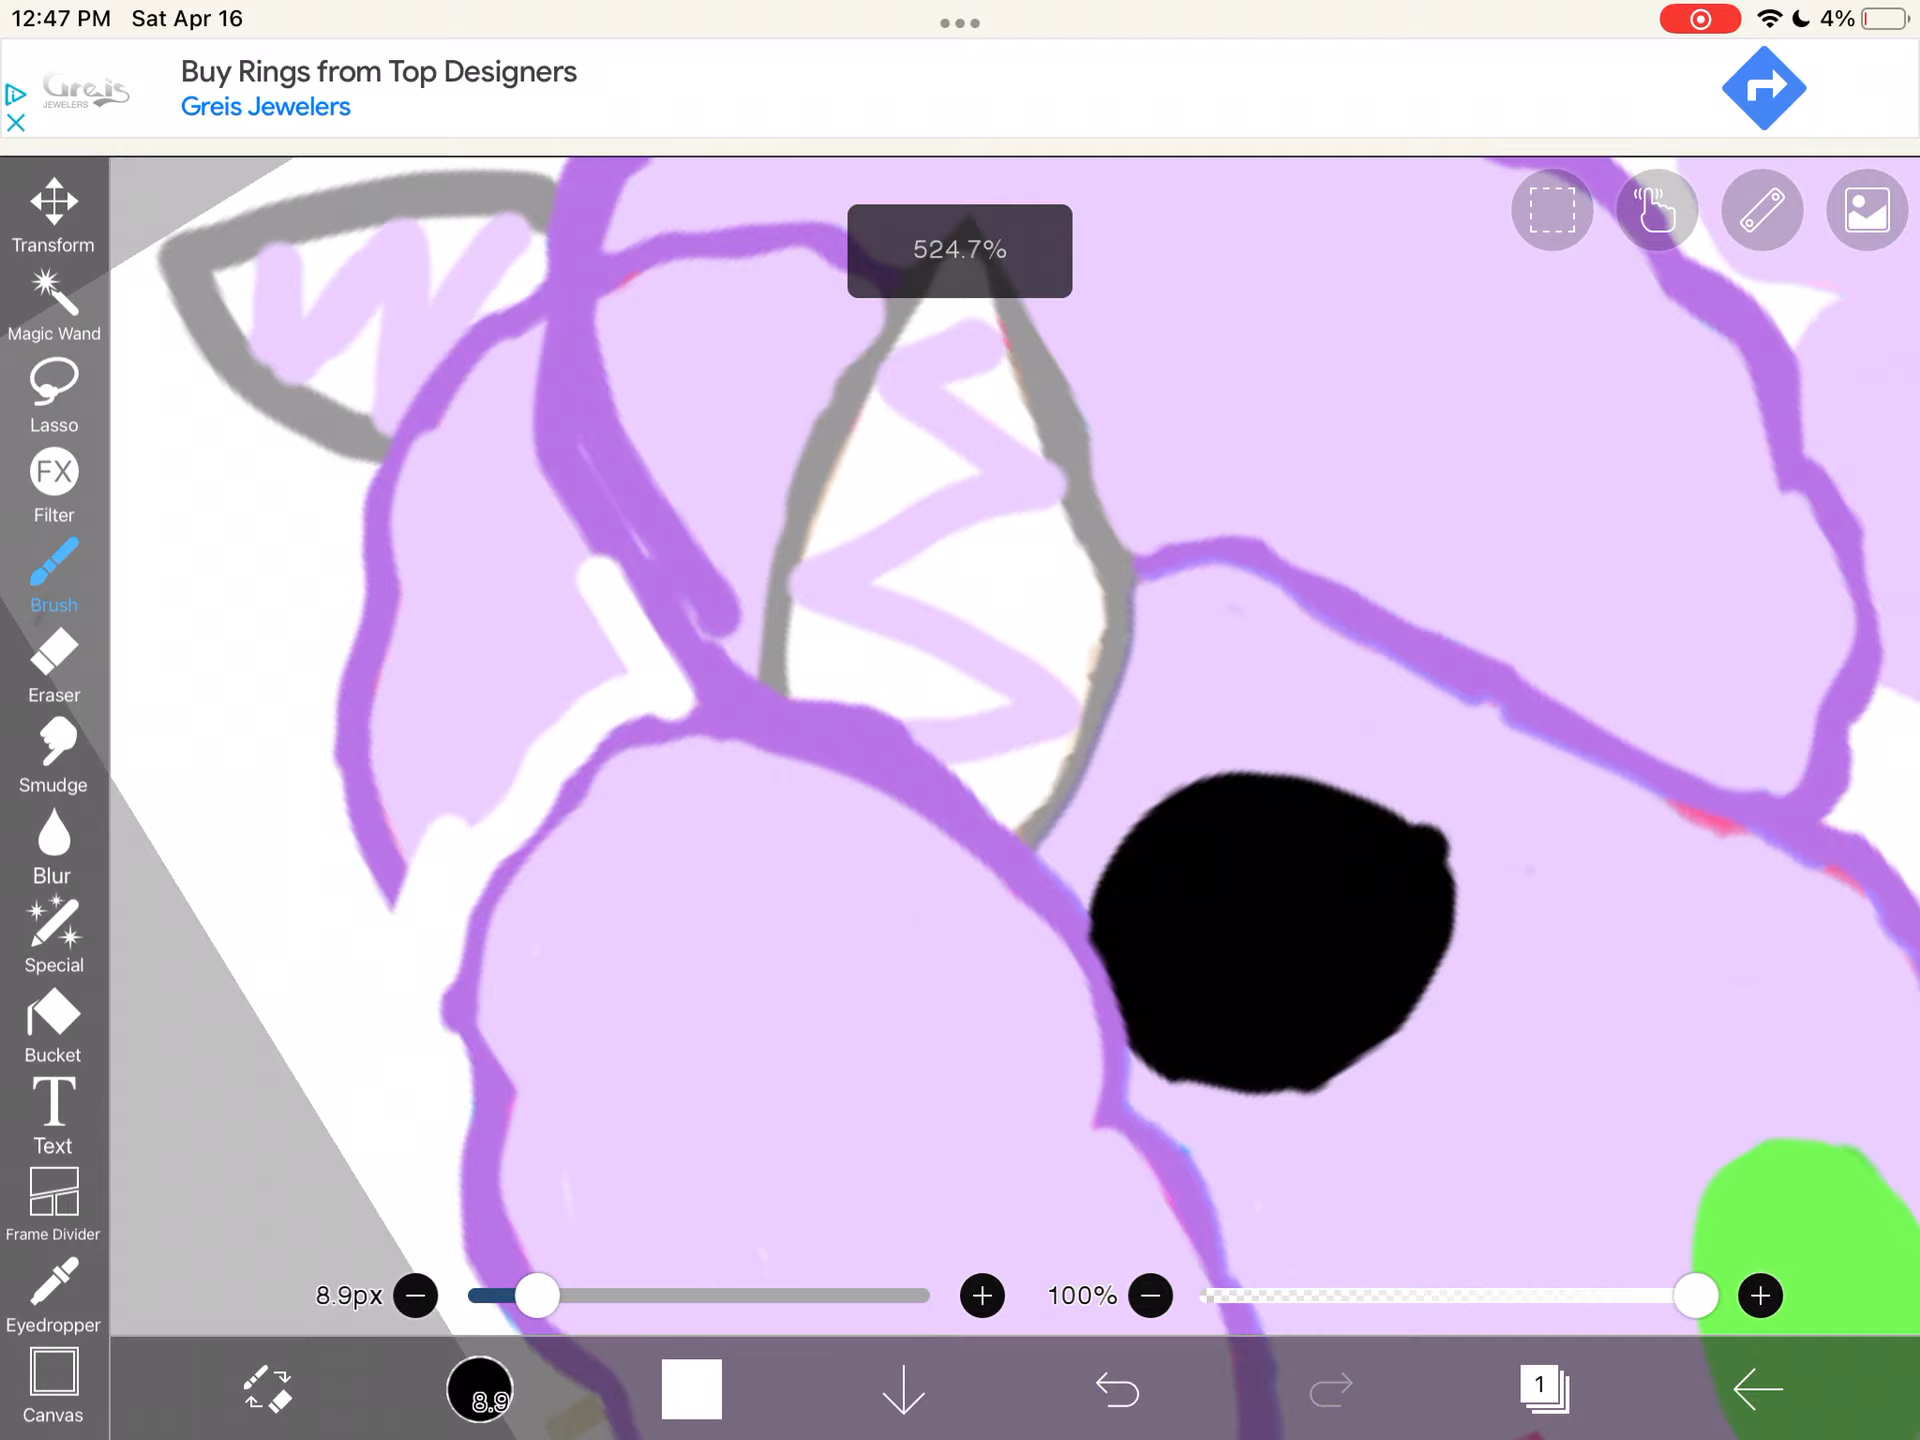 12:47 PM Sat Apr 16
4%
Greis
JEWELERS
Buy Rings from Top Designers
Greis Jewelers
524.7%
Transform
Magic Wand
Lasso
FX
Filter
Brush
Eraser
Smudge
Blur
Special
Bucket
T
Text
Frame Divider
Eyedropper
Canvas
8.9px
100%
8.9
1